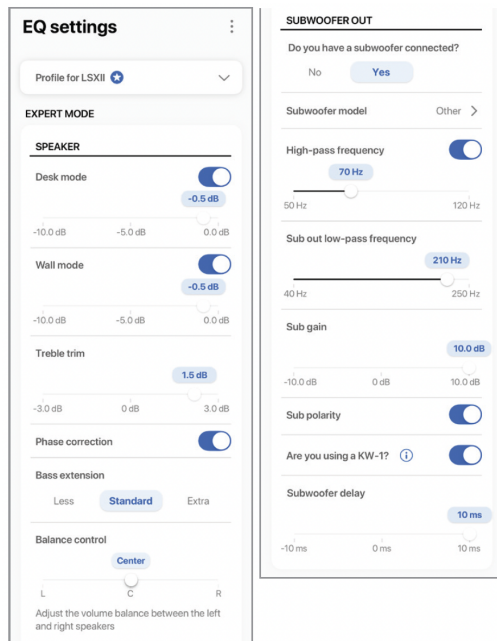 EQ settings
Profile for LSXII
EXPERT MODE
SPEAKER
Desk mode
-0.5 dB
-10.0 dB -5.0 dB 0.0 dB
Wall mode
-0.5 dB
-10.0 dB -5.0 dB 0.0 dB
Treble trim
1.5 dB
-3.0 dB 0 dB 3.0 dB
Phase correction
Bass extension
Less Standard Extra
Balance control
Center
L C R
Adjust the volume balance between the left
and right speakers
SUBWOOFER OUT
Do you have a subwoofer connected?
No Yes
Subwoofer model Other
High-pass frequency
70 Hz
50 Hz 120 Hz
Sub out low-pass frequency
210 Hz
40 Hz 250 Hz
Sub gain
10.0 dB
-10.0 dB 0 dB 10.0 dB
Sub polarity
Are you using a KW-1? i
Subwoofer delay
10 ms
-10 ms 0 ms 10 ms